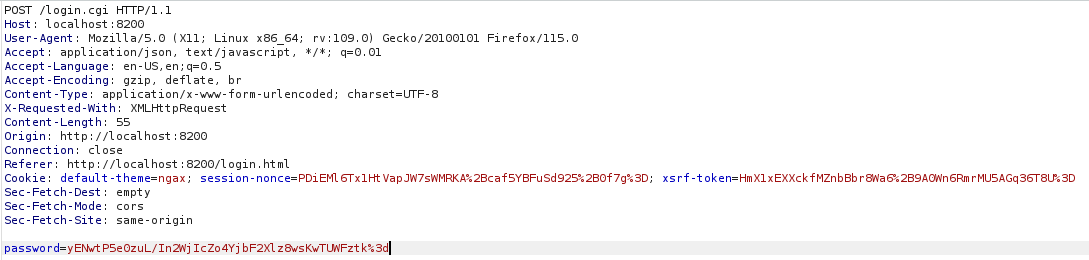 POST /login.cgi HTTP/1.1
Host: localhost:8200
User-Agent: Mozilla/5.0 (X11; Linux x86_64; rv:109.0) Gecko/20100101 Firefox/115.0
Accept: application/json, text/javascript, */*; q=0.01
Accept-Language: en-US,en;q=0.5
Accept-Encoding: gzip, deflate, br
Content-Type: application/x-www-form-urlencoded; charset=UTF-8
X-Requested-With: XMLHttpRequest
Content-Length: 55
Origin: http://localhost:8200
Connection: close
Referer: http://localhost:8200/login.html
Cookie: default-theme=ngax; session-nonce=PDiEMl6Tx1HtVapJW7sWMRKA%2Bcaf5YBFuSd925%2B0f7g%3D; xsrf-token=HmX1xEXXckfMZnbBbr8Wa6%2B9A0Wn6RmrMU5AGq36T8U%3D
Sec-Fetch-Dest: empty
Sec-Fetch-Mode: cors
Sec-Fetch-Site: same-origin
password=yENwtP5e0zuL/In2WjIcZo4YjbF2Xlz8wsKwTUWFztk%3d